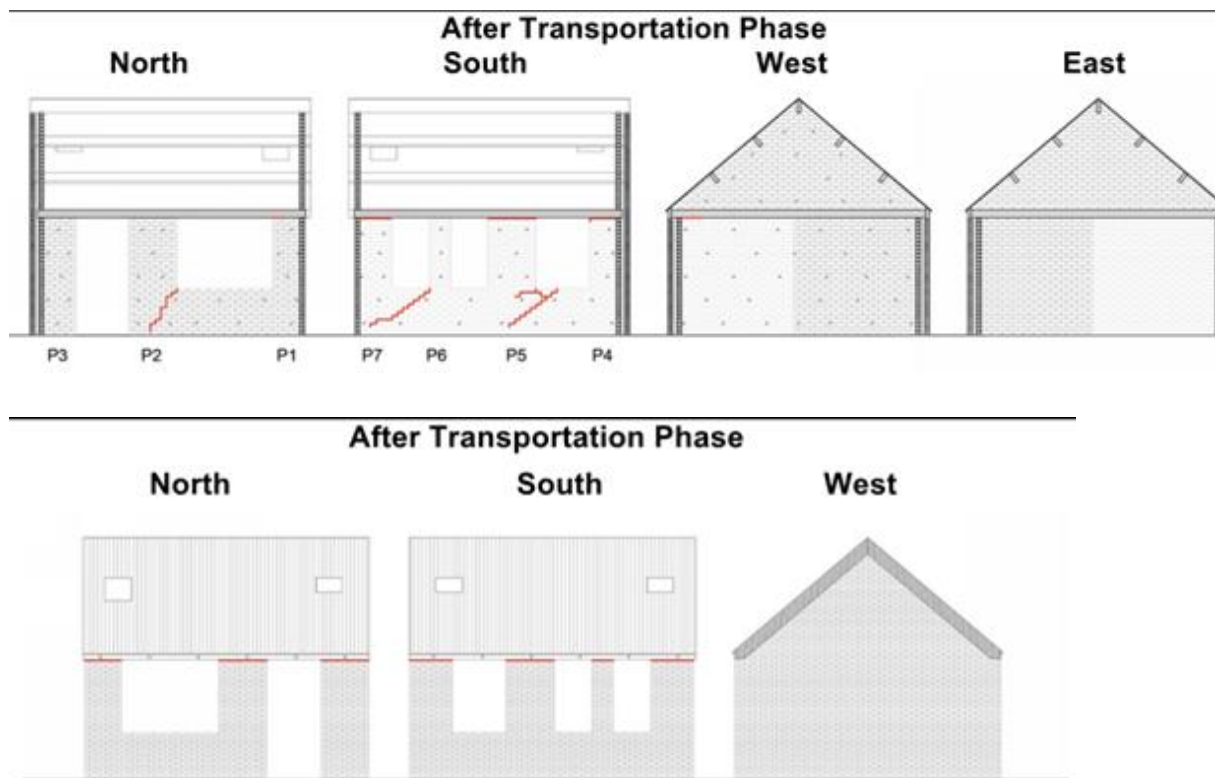 After Transportation Phase
North South West East
P3 P2 P1 P7 P6 P5 P4
After Transportation Phase
North South West